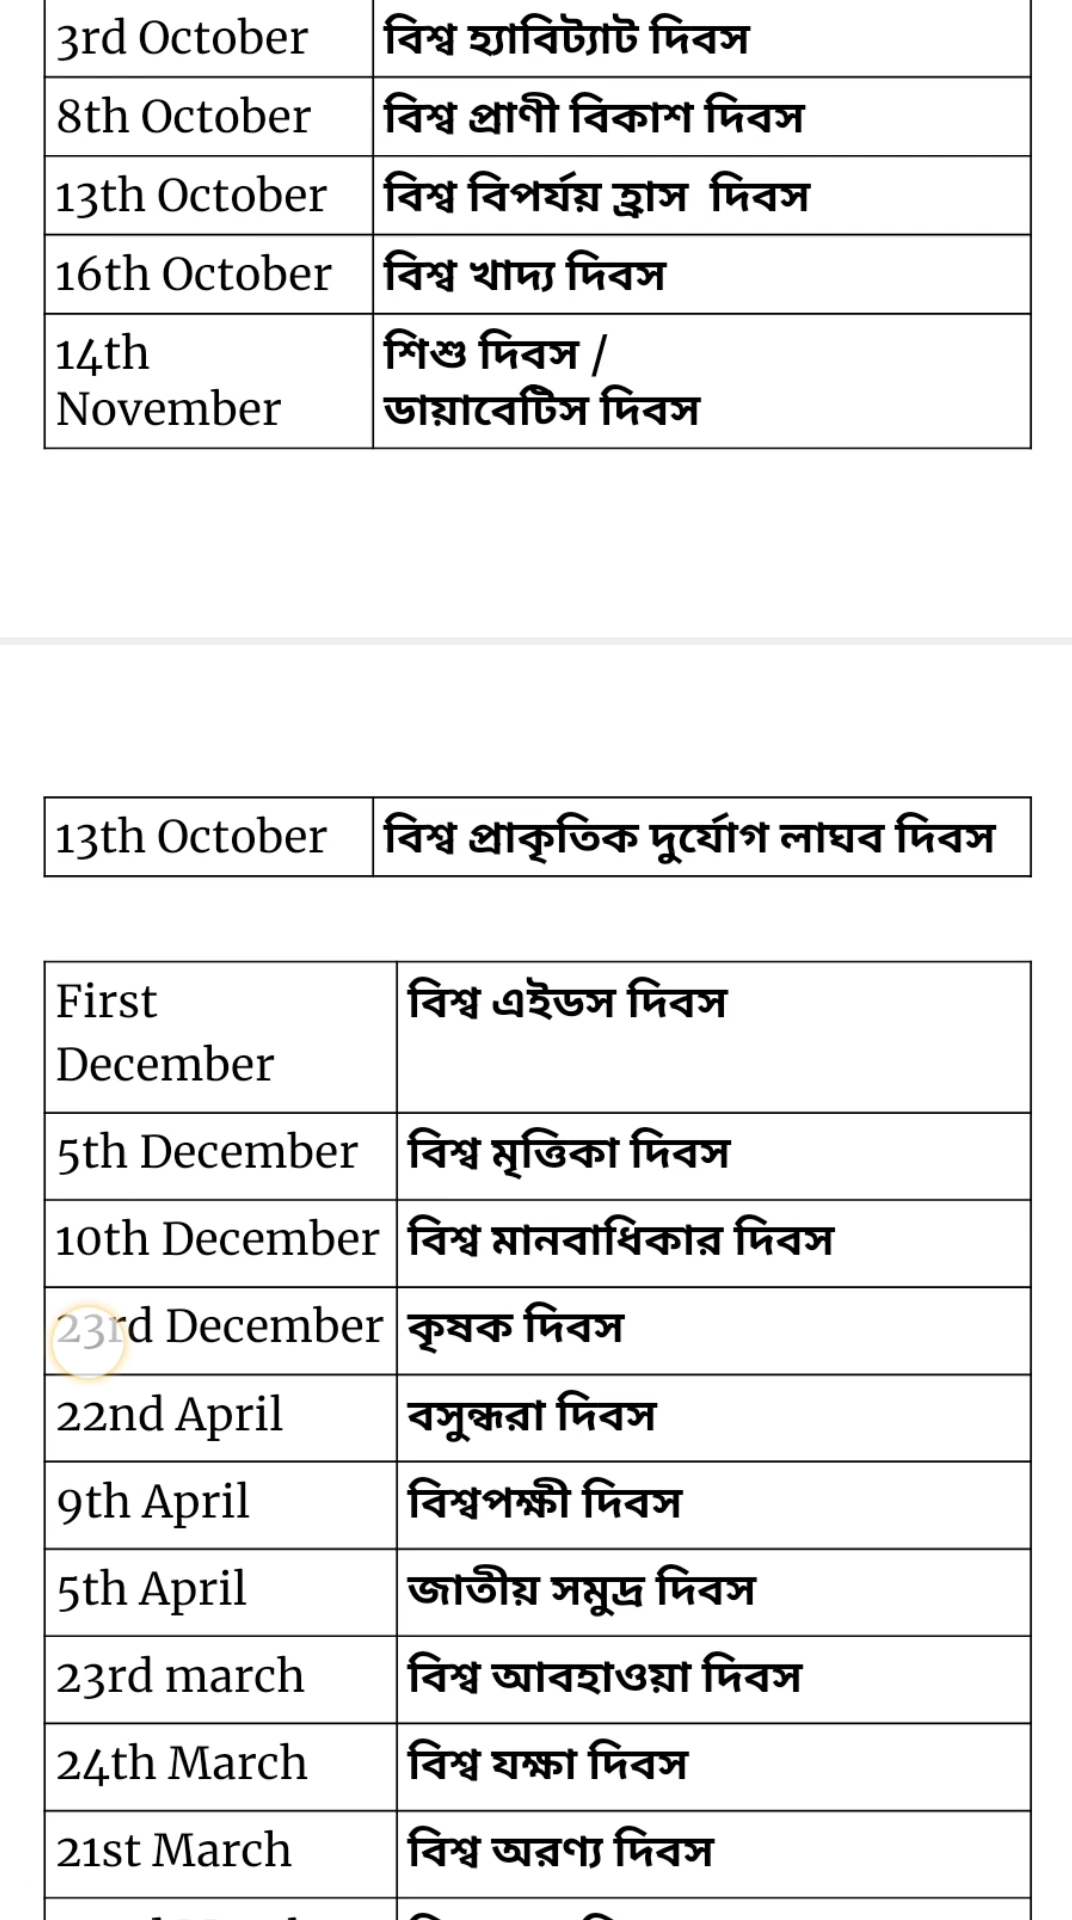 3rd October বিশ্ব হ্যাবিট্যাট দিবস
8th October বিশ্ব প্রাণী বিকাশ দিবস
13th October বিশ্ব বিপর্যয় হ্রাস দিবস
16th October বিশ্ব খাদ্য দিবস
14th শিশু দিবস /
November ডায়াবেটিস দিবস
13th October বিশ্ব প্রাকৃতিক দুর্যোগ লাঘব দিবস
First বিশ্ব এইডস দিবস
December
5th December বিশ্ব মৃত্তিকা দিবস
10th December বিশ্ব মানবাধিকার দিবস
23rd December কৃষক দিবস
22nd April বসুন্ধরা দিবস
9th April বিশ্বপক্ষী দিবস
5th April জাতীয় সমুদ্র দিবস
23rd march বিশ্ব আবহাওয়া দিবস
24th March বিশ্ব যক্ষা দিবস
21st March বিশ্ব অরণ্য দিবস